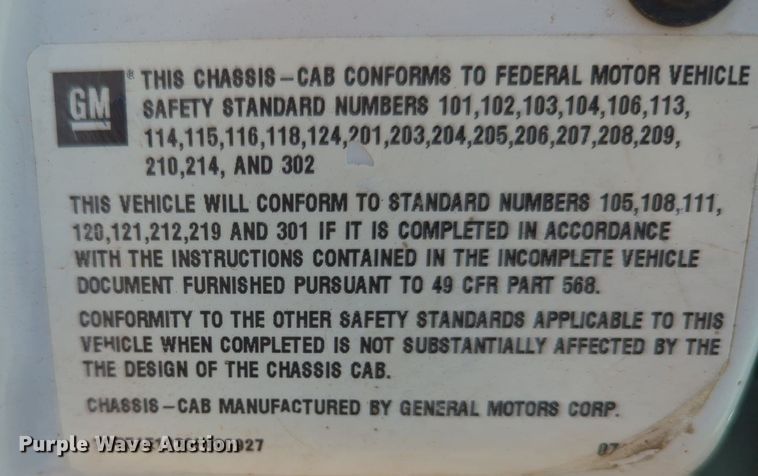 GM ® THIS CHASSIS-CAB CONFORMS TO FEDERAL MOTOR VEHICLE
SAFETY STANDARD NUMBERS 101,102,103,104,106,113,
114,115,116,118,124,201,203,204,205,206,207,208,209,
210,214, AND 302
THIS VEHICLE WILL CONFORM TO STANDARD NUMBERS 105,108,111,
120,121,212,219 AND 301 IF IT IS COMPLETED IN ACCORDANCE
WITH THE INSTRUCTIONS CONTAINED IN THE INCOMPLETE VEHICLE
DOCUMENT FURNISHED PURSUANT TO 49 CFR PART 568.
CONFORMITY TO THE OTHER SAFETY STANDARDS APPLICABLE TO THIS
VEHICLE WHEN COMPLETED IS NOT SUBSTANTIALLY AFFECTED BY THE
THE DESIGN OF THE CHASSIS CAB.
CHASSIS-CAB MANUFACTURED BY GENERAL MOTORS CORP.
Purple Wave Auction